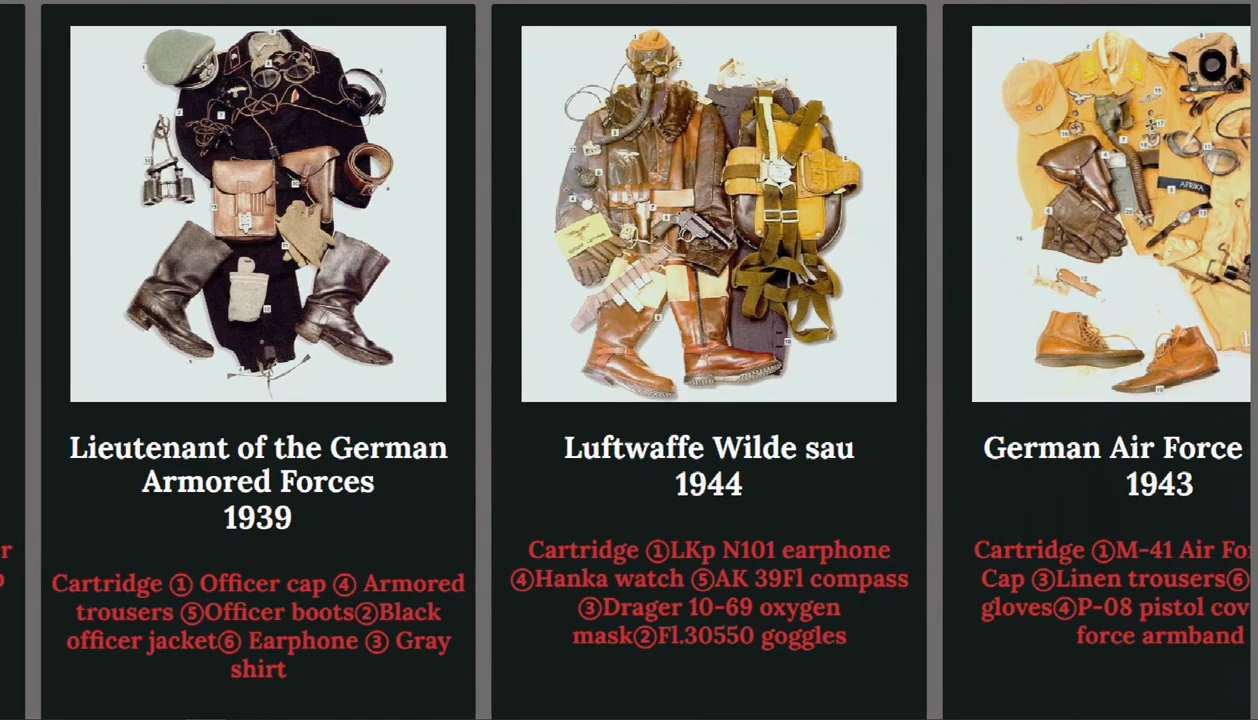 Lieutenant of the German
Armored Forces
1939
Cartridge ① Officer cap ④ Armored
trousers ⑤Officer boots②Black
officer jacket⑥ Earphone ③ Gray
shirt
Luftwaffe Wilde sau
1944
Cartridge ①LKp N101 earphone
④Hanka watch ⑤AK 39Fl compass
③Drager 10-69 oxygen
mask②Fl.30550 goggles
AFRIKA
German Air Force
1943
Cartridge ①M-41 Air
Cap ③Linen trousers⑥
gloves④P-08 pistol
force armband